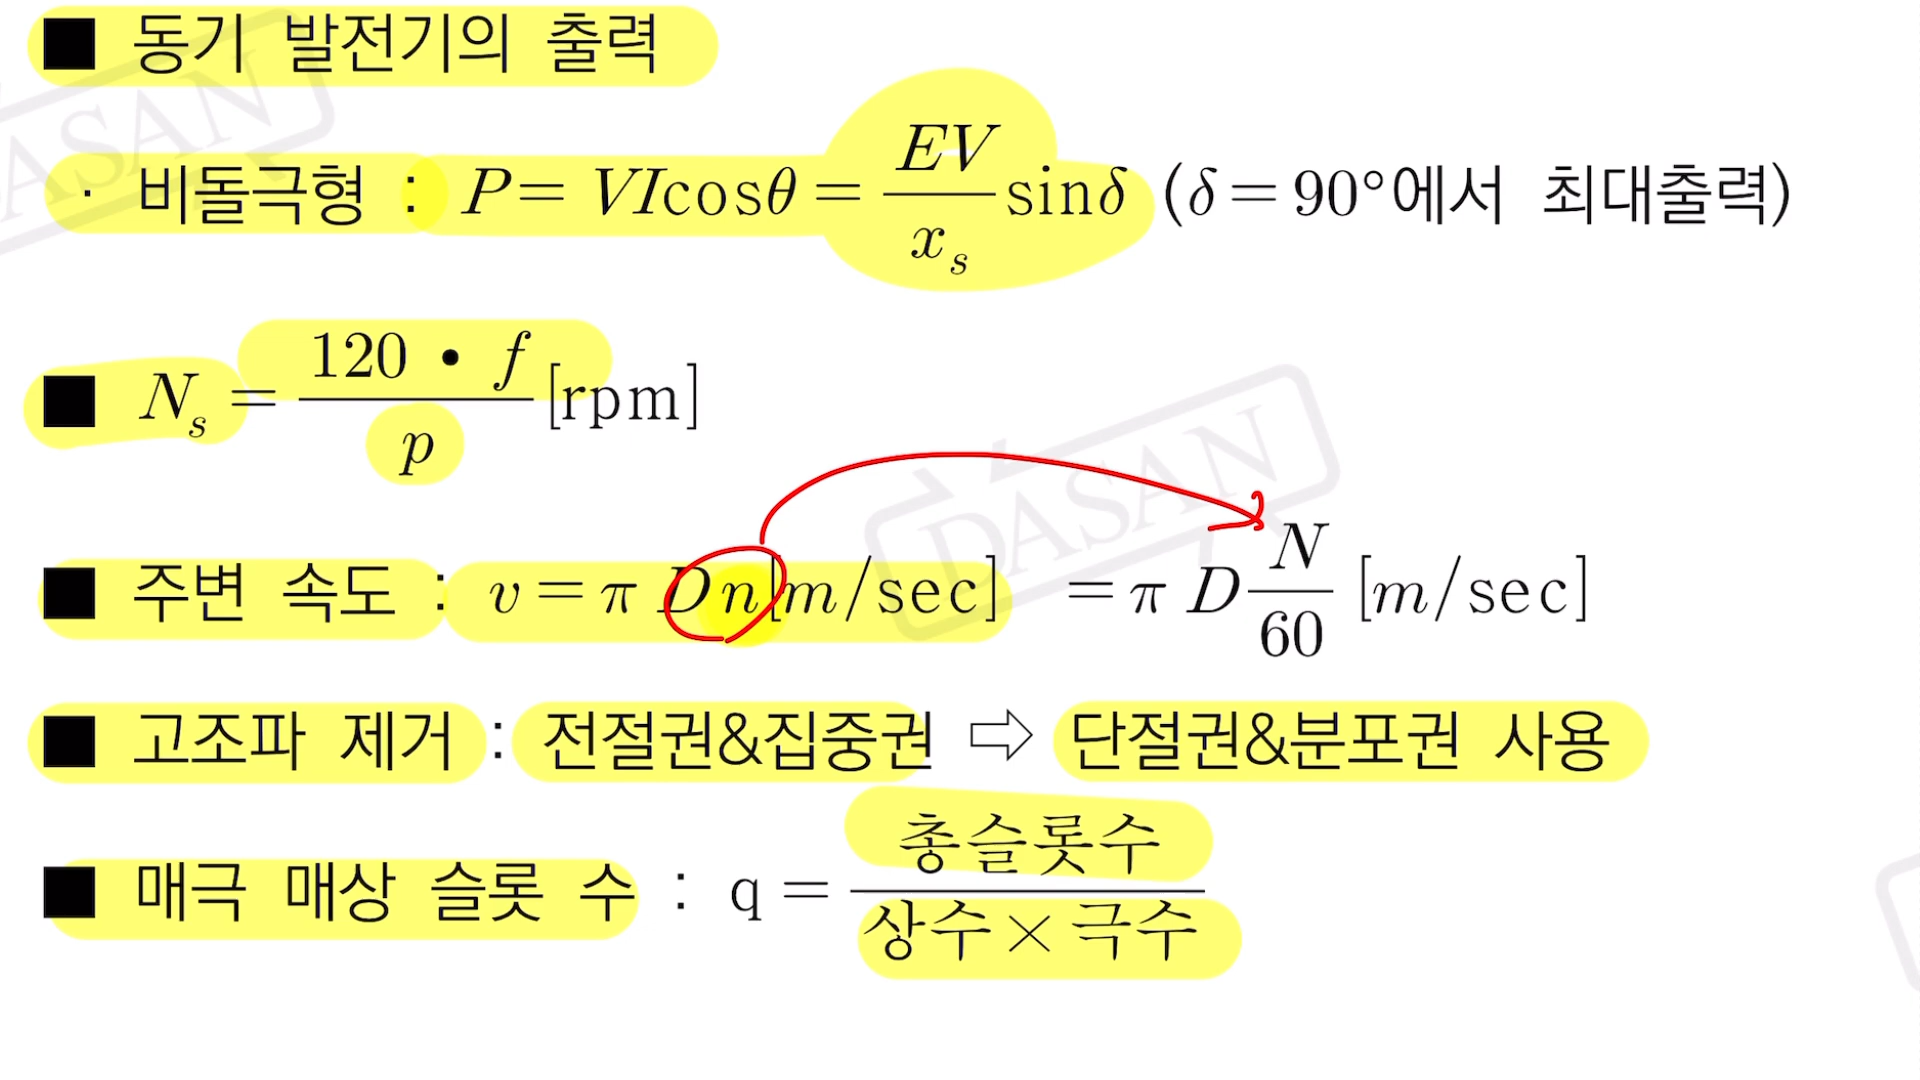 ■ 동기 발전기의 출력
· 비돌극형 : P = VIcosθ = EV/xₛ sinδ (δ = 90°에서 최대출력)
■ Nₛ = 120 • f/p [rpm]
■ 주변 속도 : v = π Dn[m/sec] = π D N/60 [m/sec]
■ 고조파 제거 : 전절권&집중권 ⇨ 단절권&분포권 사용
■ 매극 매상 슬롯 수 : q = 총슬롯수/상수×극수
DASAN
DASAN